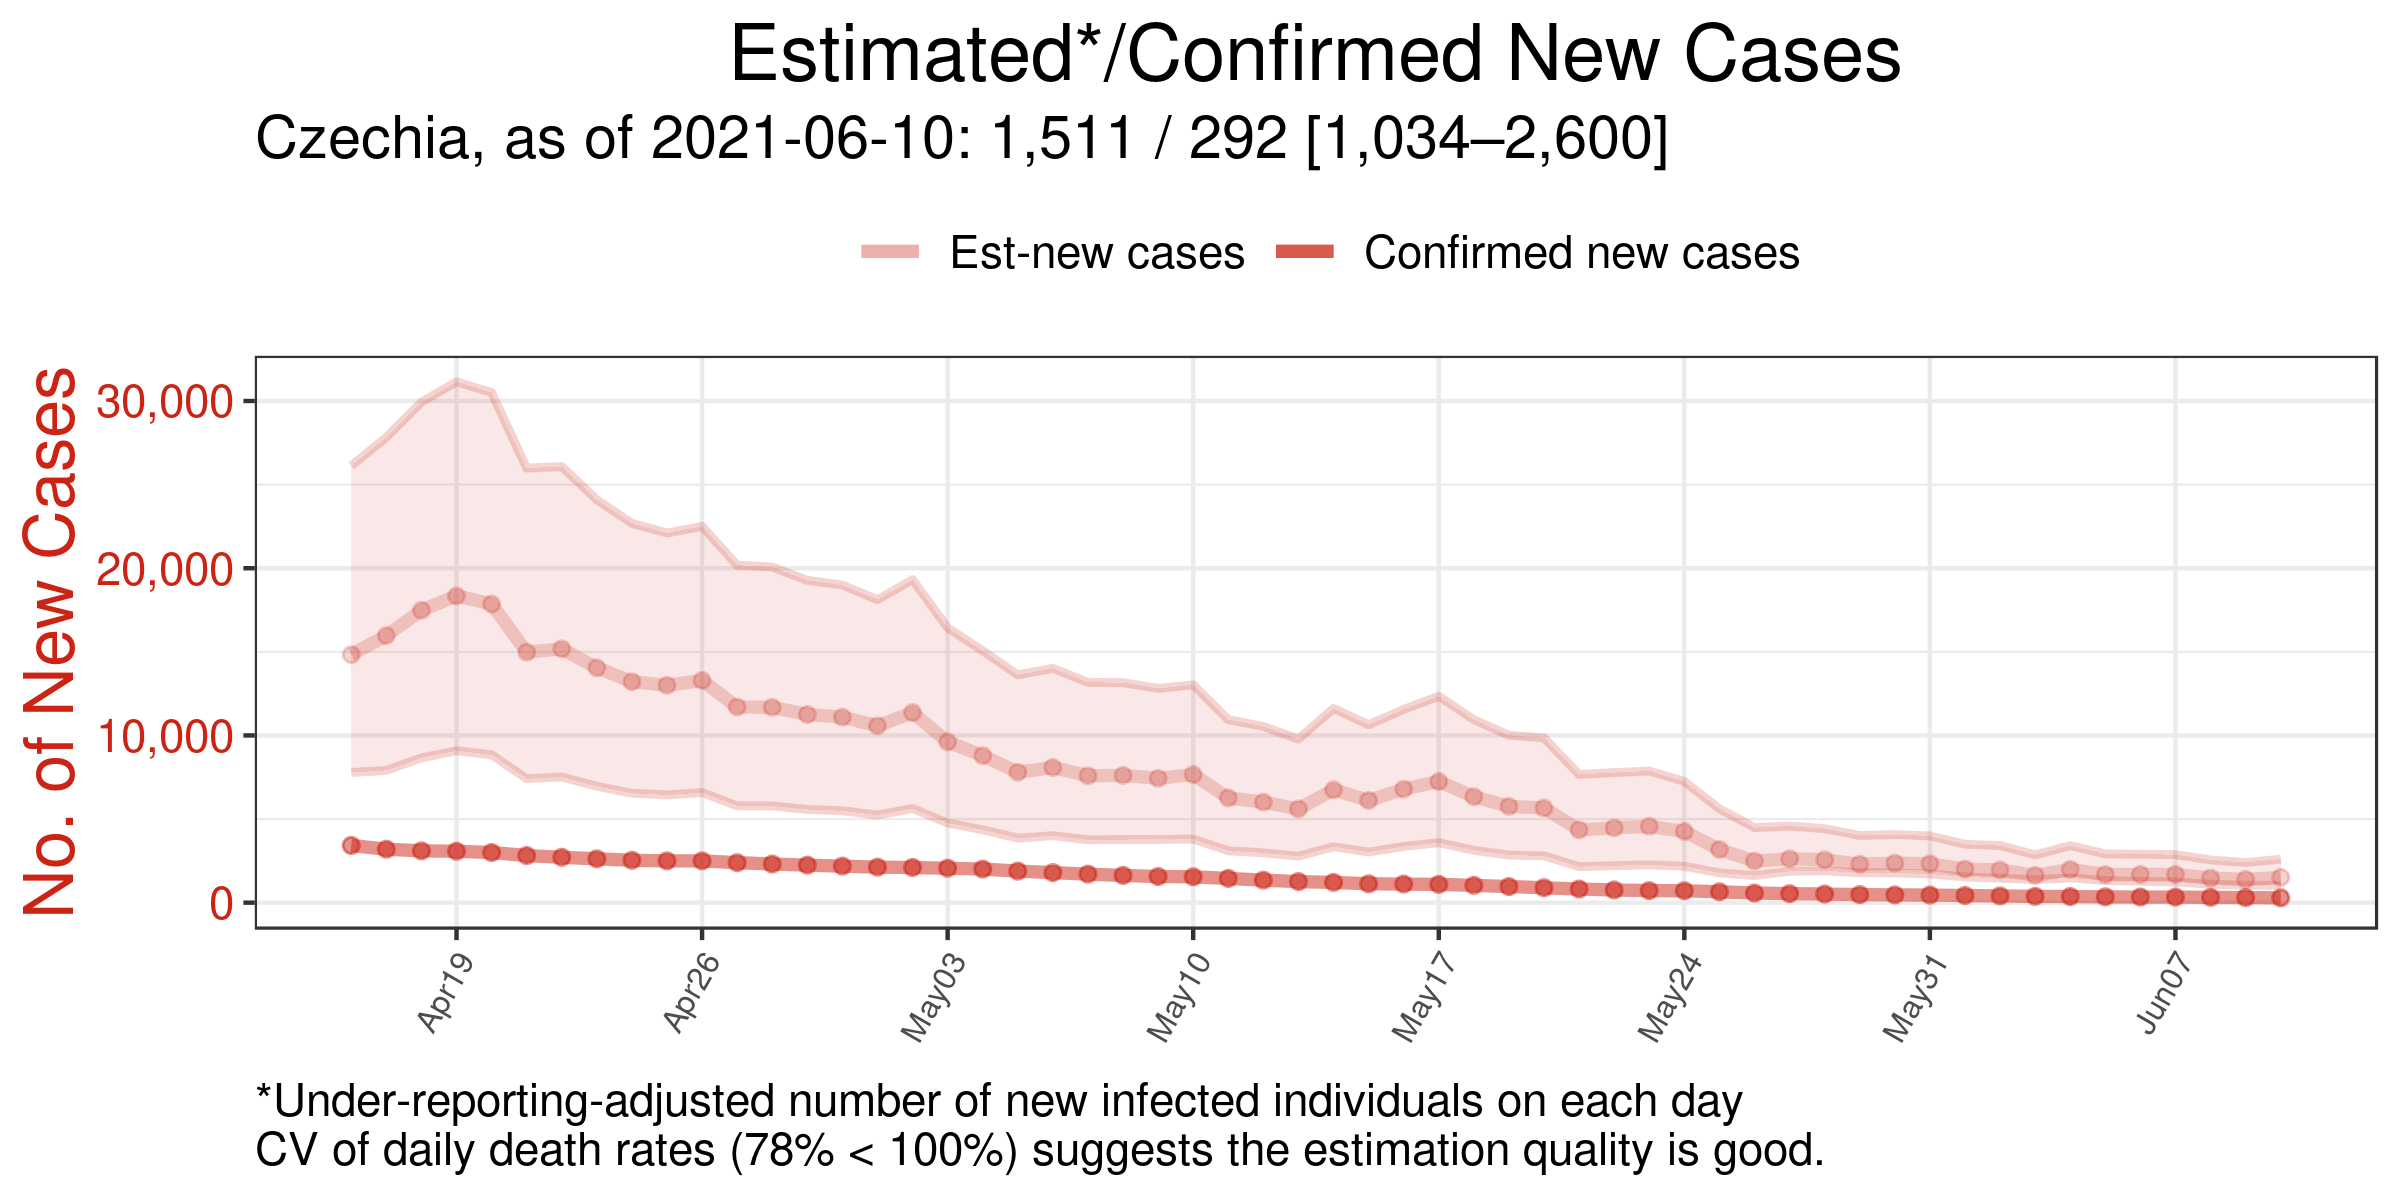 Estimated*/Confirmed New Cases
Czechia, as of 2021-06-10: 1,511 / 292 [1,034–2,600]
Est-new cases
Confirmed new cases
No. of New Cases
30,000
20,000
10,000
0
Apr19
Apr26
May03
May10
May17
May24
May31
Jun07
*Under-reporting-adjusted number of new infected individuals on each day
CV of daily death rates (78% < 100%) suggests the estimation quality is good.